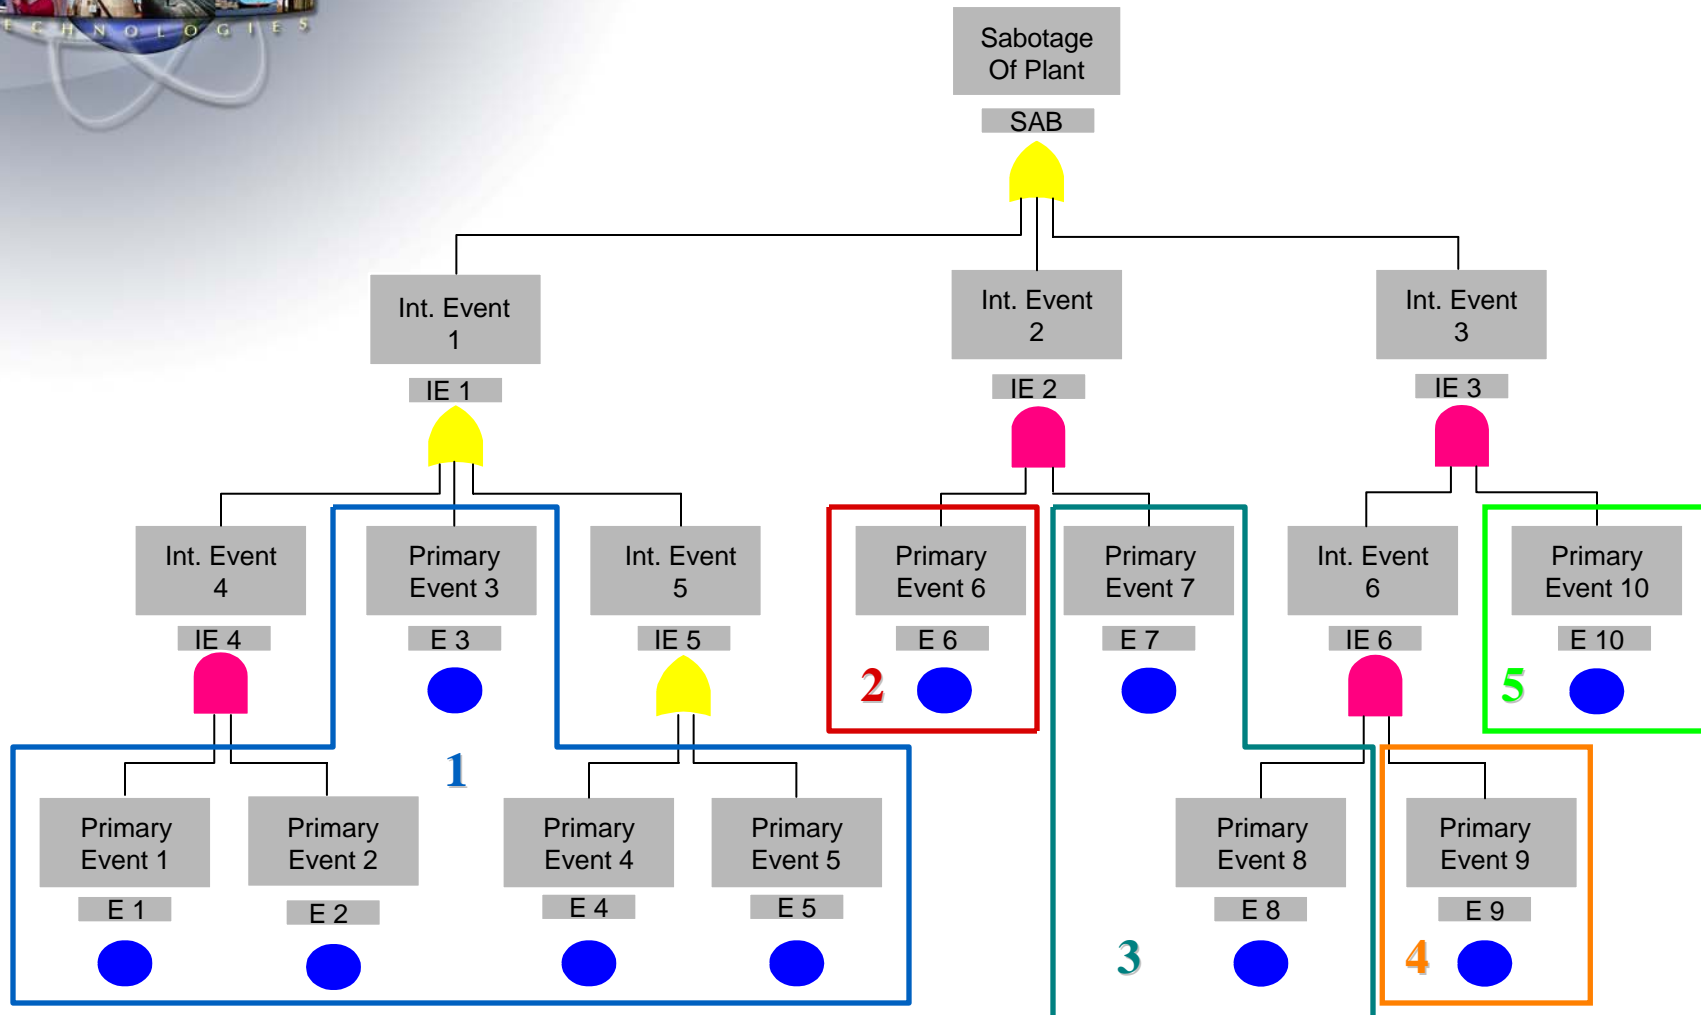 ECHNOLOGIES
Sabotage
Of Plant
SAB
Int. Event
1
IE 1
Int. Event
2
IE 2
Int. Event
3
IE 3
Int. Event
4
IE 4
Primary
Event 3
E 3
Int. Event
5
IE 5
Primary
Event 6
E 6
2
Primary
Event 7
E 7
Int. Event
6
IE 6
Primary
Event 10
E 10
5
1
Primary
Event 1
E 1
Primary
Event 2
E 2
Primary
Event 4
E 4
Primary
Event 5
E 5
3
Primary
Event 8
E 8
4
Primary
Event 9
E 9